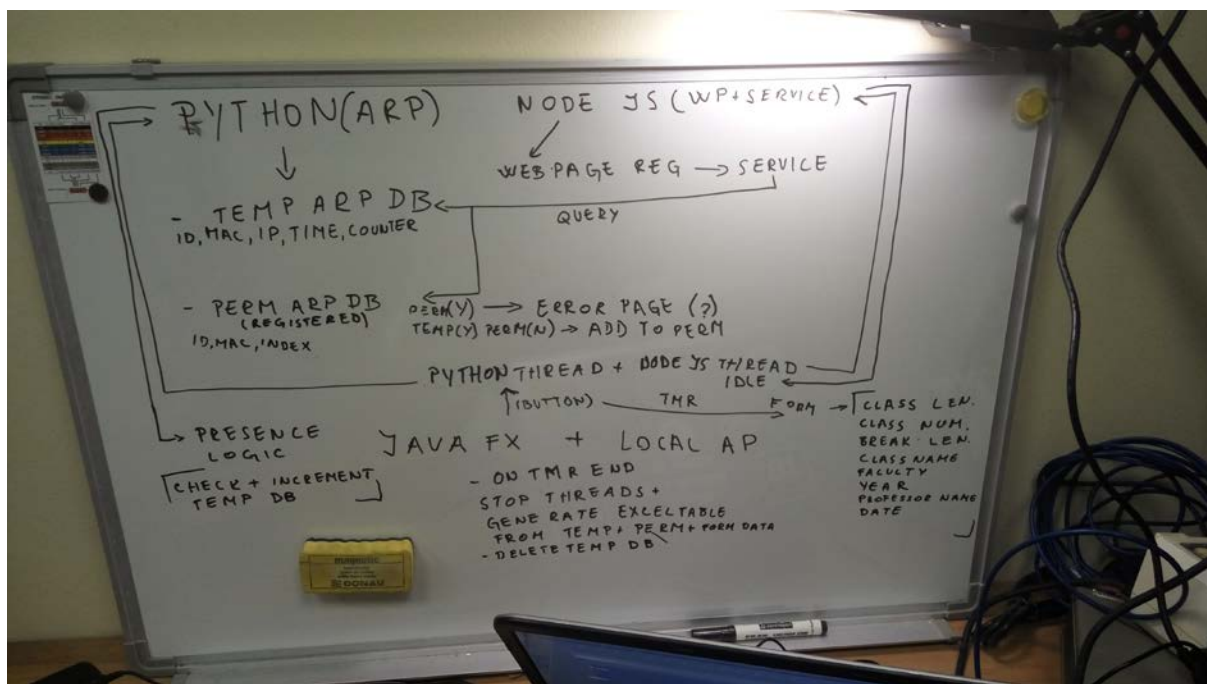 PYTHON(ARP)
NODE JS (WP+SERVICE)
WEB PAGE REG → SERVICE
- TEMP ARP DB
QUERY
ID, MAC, IP, TIME, COUNTER
- PERM ARP DB
(REGISTERED)
ID, MAC, INDEX
PERM(Y) → ERROR PAGE (?)
TEMP(Y) PERM(N) → ADD TO PERM
PYTHON THREAD + NODE JS THREAD
IDLE
(BUTTON)
TMR
FORM →
CLASS LEN.
CLASS NUM.
BREAK LEN.
CLASS NAME
FACULTY
YEAR
PROFESSOR NAME
DATE
PRESENCE
LOGIC
CHECK + INCREMENT
TEMP DB
JAVA FX + LOCAL AP
- ON TMR END
STOP THREADS +
GENERATE EXCEL TABLE
FROM TEMP + PERM + FORM DATA
- DELETE TEMP DB
DONAU